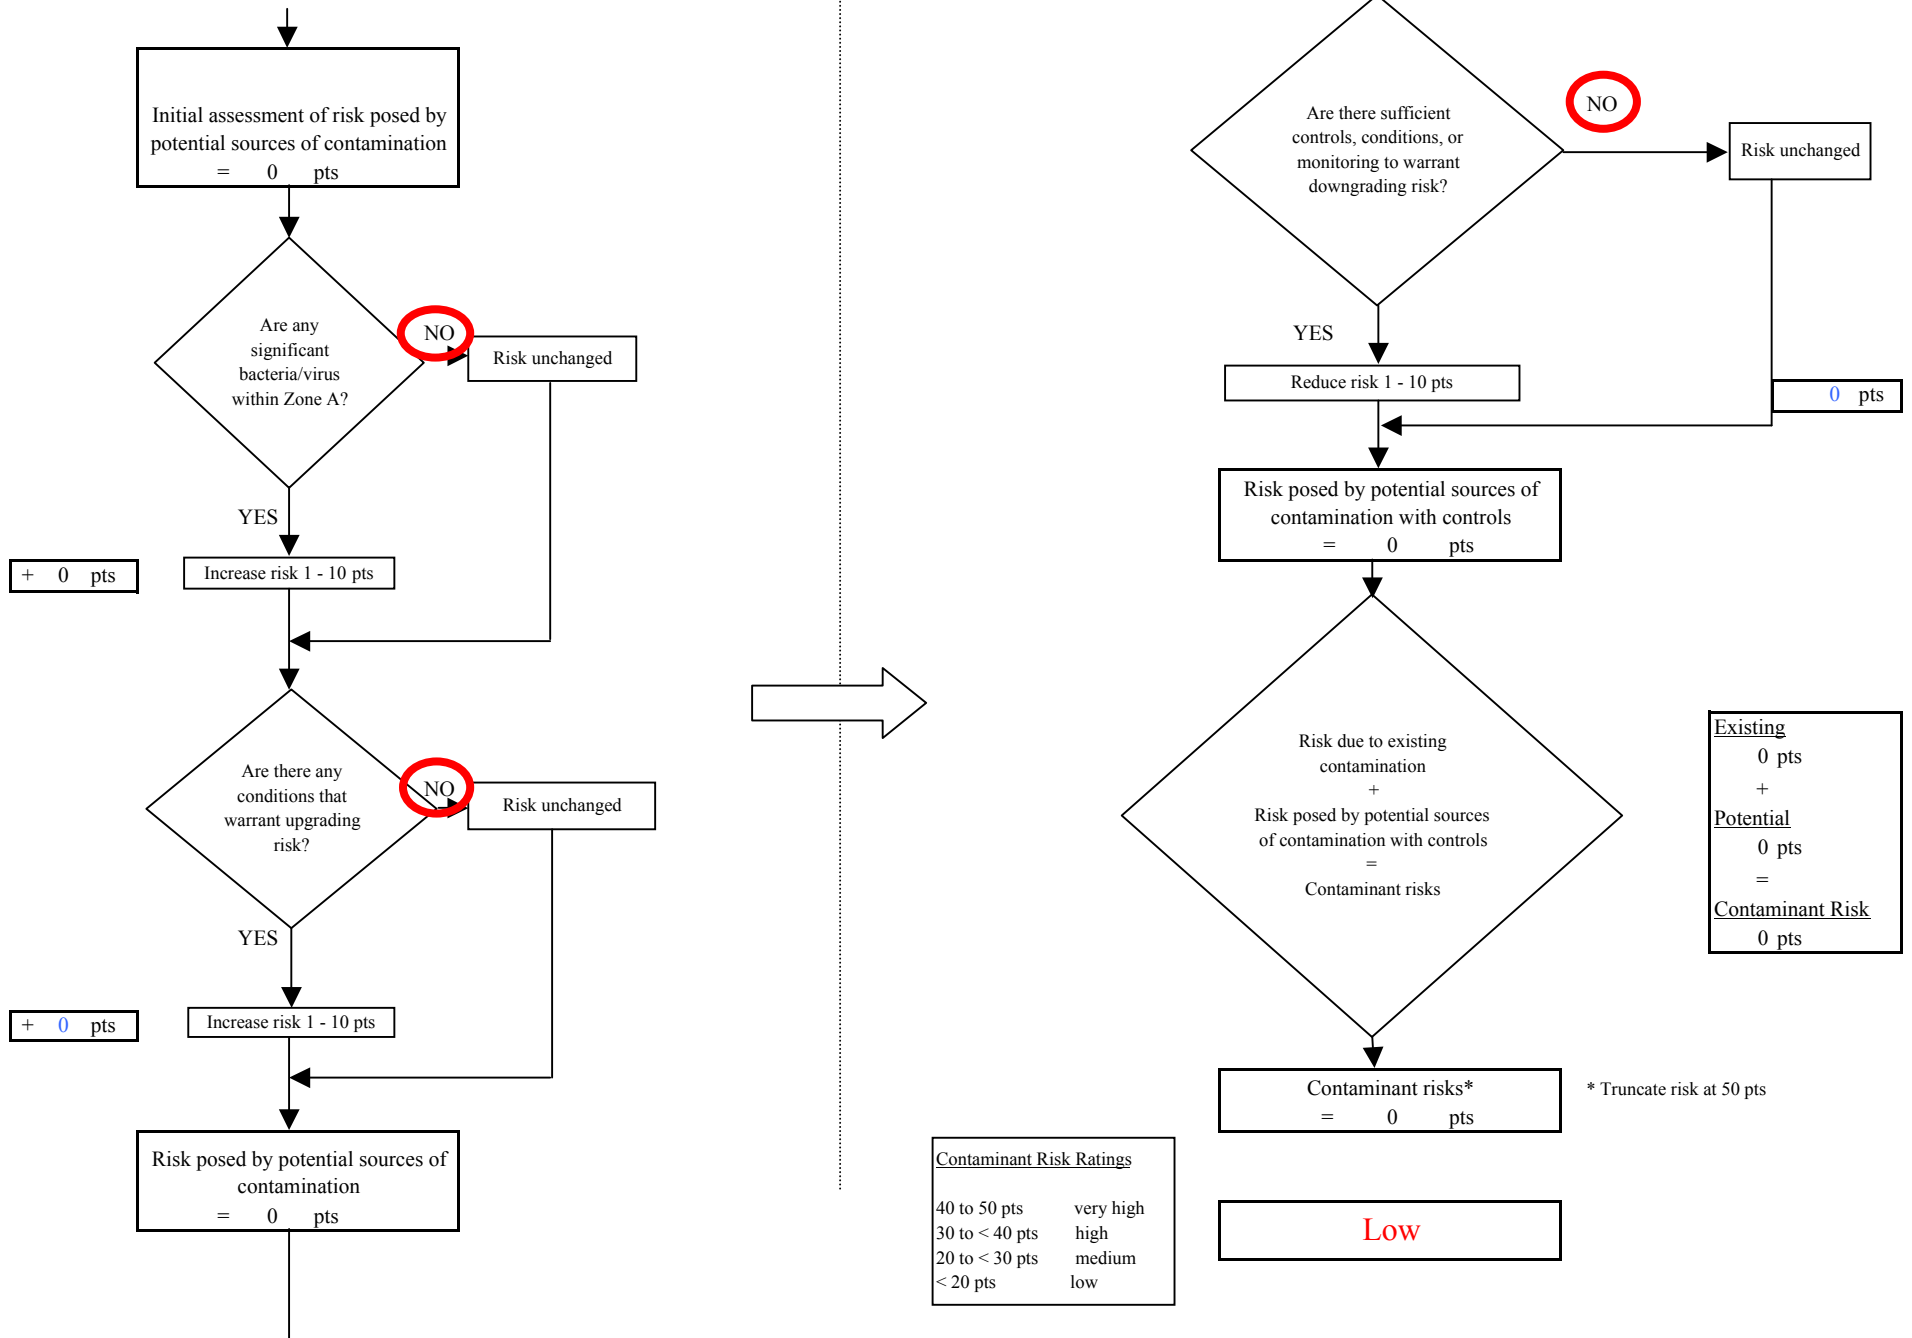 Initial assessment of risk posed by
potential sources of contamination
= 0 pts
Are any
significant
bacteria/virus
within Zone A?
NO
Risk unchanged
YES
+ 0 pts
Increase risk 1 - 10 pts
Are there any
conditions that
warrant upgrading
risk?
NO
Risk unchanged
YES
+ 0 pts
Increase risk 1 - 10 pts
Risk posed by potential sources of
contamination
= 0 pts
Are there sufficient
controls, conditions, or
monitoring to warrant
downgrading risk?
NO
Risk unchanged
YES
Reduce risk 1 - 10 pts
0 pts
Risk posed by potential sources of
contamination with controls
= 0 pts
Risk due to existing
contamination
+
Risk posed by potential sources
of contamination with controls
=
Contaminant risks
Existing
0 pts
+
Potential
0 pts
=
Contaminant Risk
0 pts
Contaminant risks*
= 0 pts
* Truncate risk at 50 pts
Contaminant Risk Ratings
40 to 50 pts very high
30 to < 40 pts high
20 to < 30 pts medium
< 20 pts low
Low